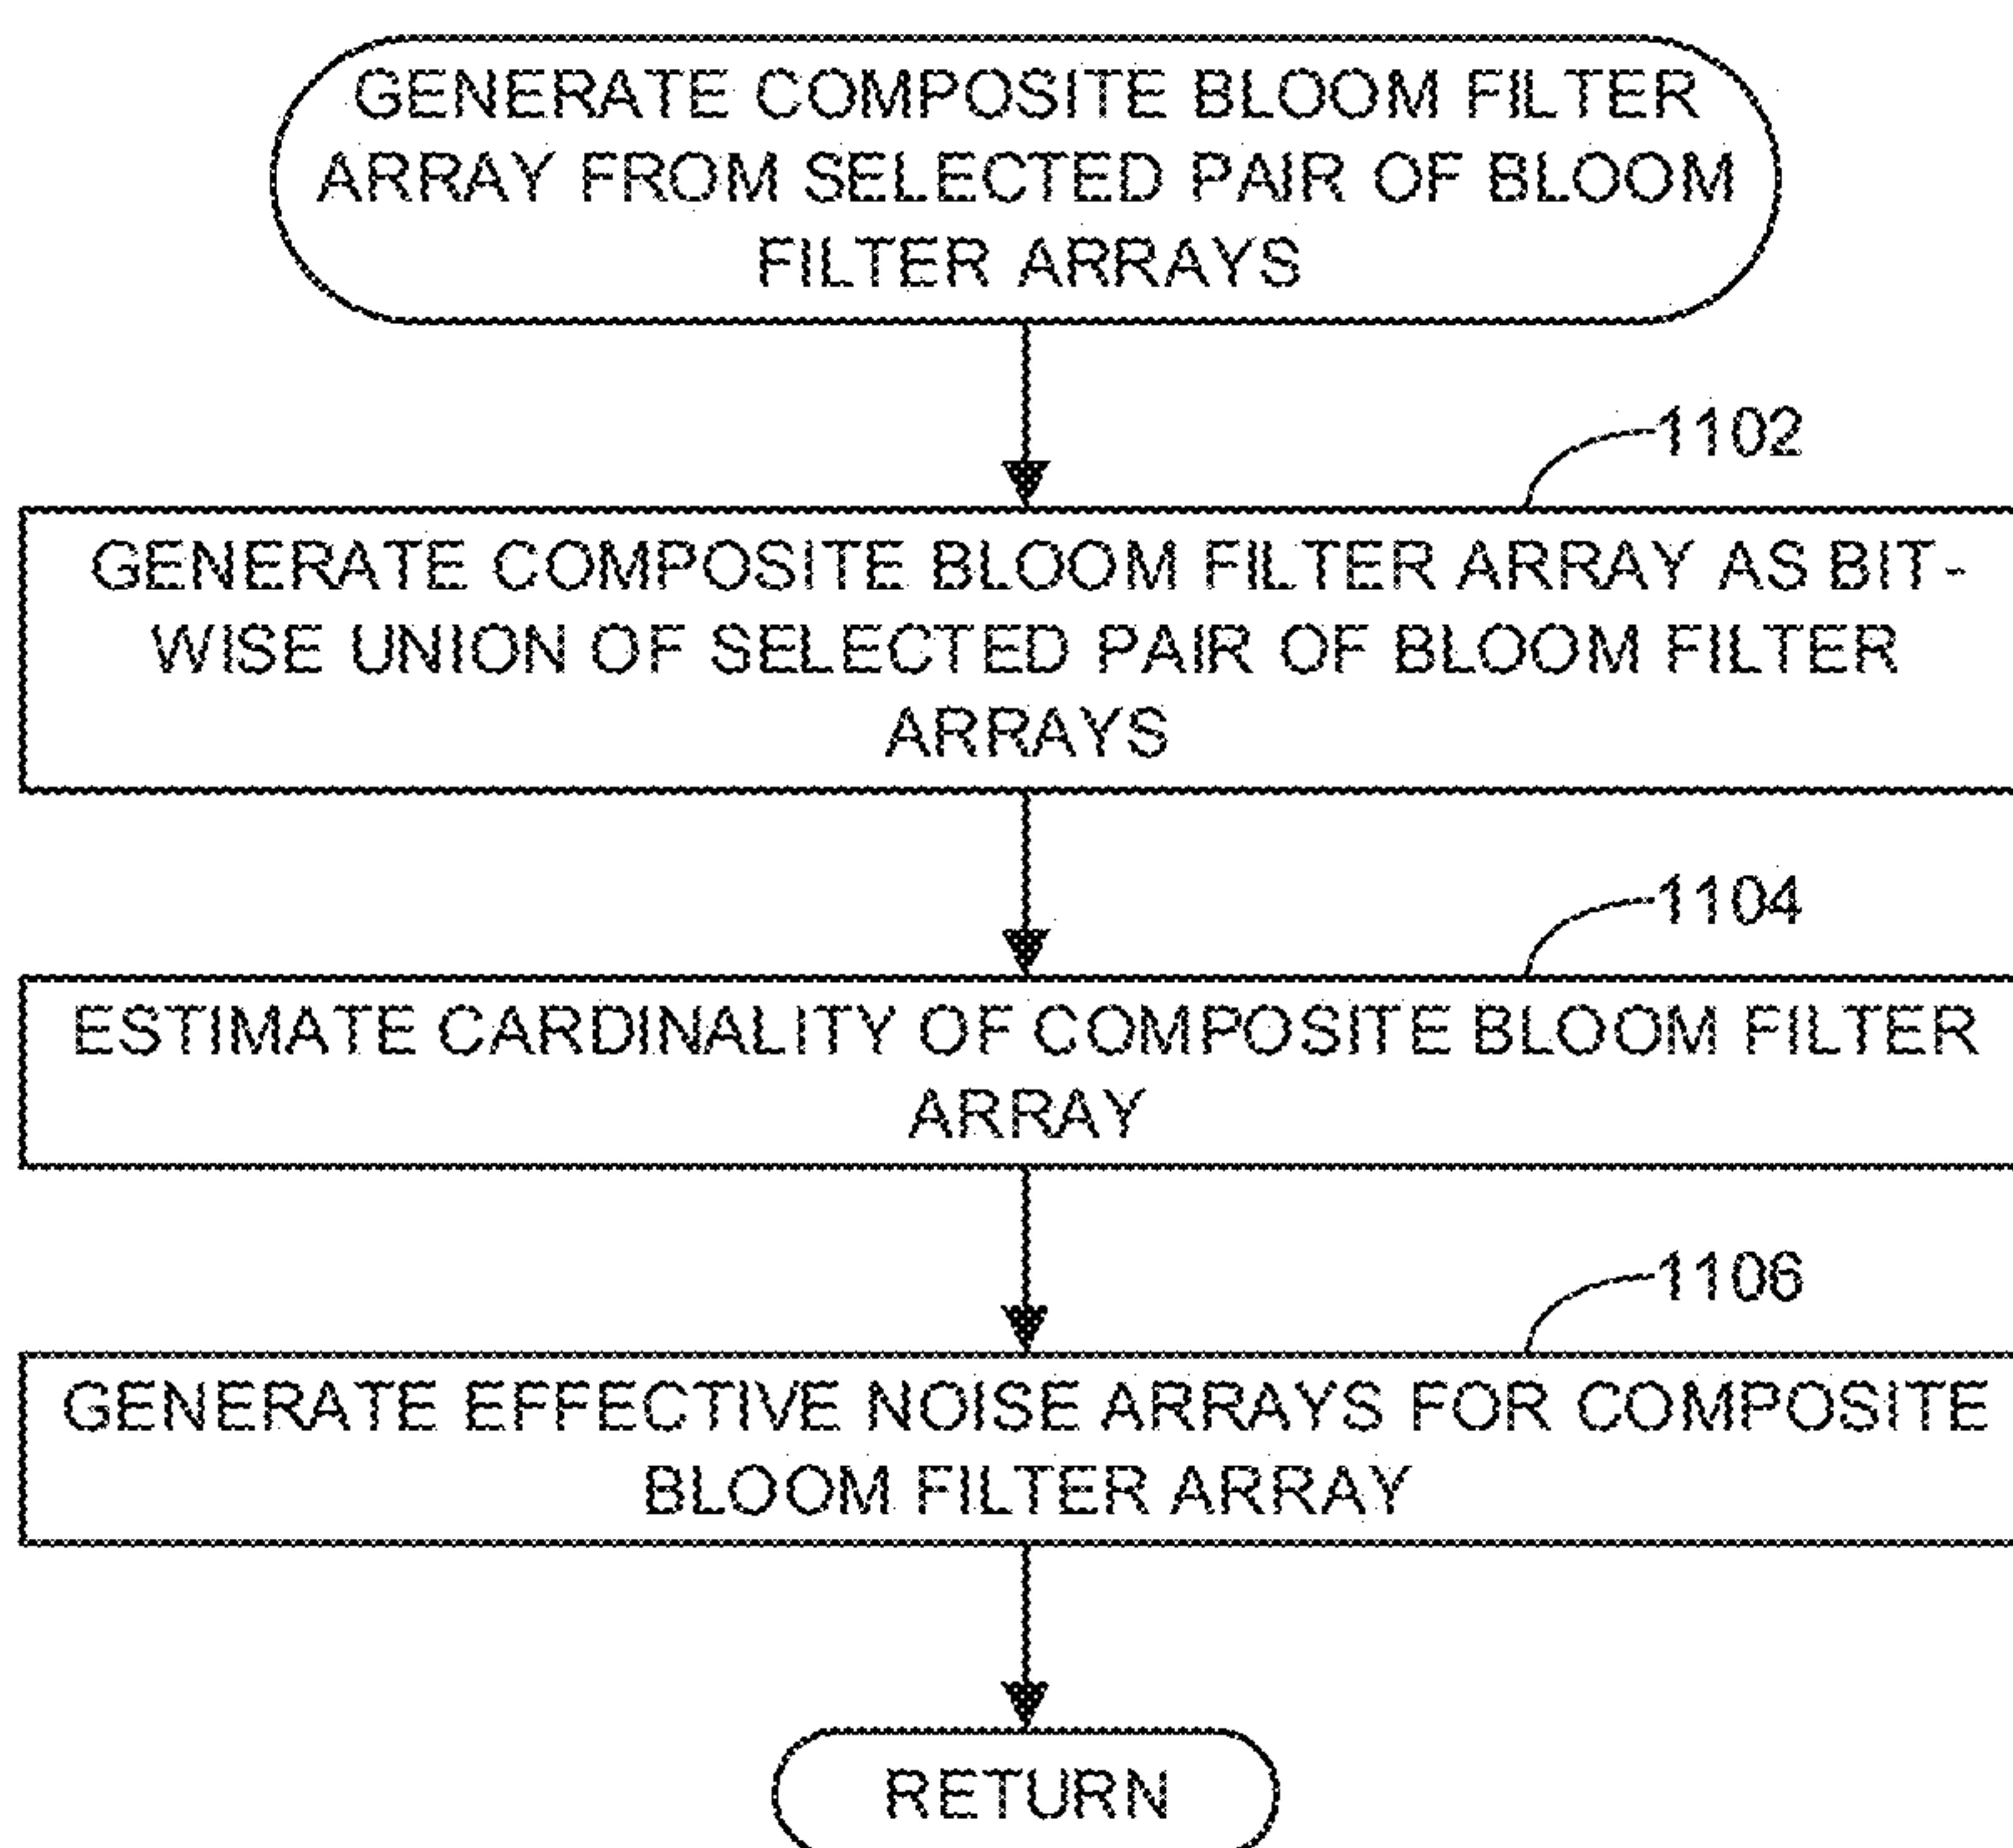 GENERATE COMPOSITE BLOOM FILTER
ARRAY FROM SELECTED PAIR OF BLOOM
FILTER ARRAYS
1102
GENERATE COMPOSITE BLOOM FILTER ARRAY AS BIT-
WISE UNION OF SELECTED PAIR OF BLOOM FILTER
ARRAYS
1104
ESTIMATE CARDINALITY OF COMPOSITE BLOOM FILTER
ARRAY
1106
GENERATE EFFECTIVE NOISE ARRAYS FOR COMPOSITE
BLOOM FILTER ARRAY
RETURN